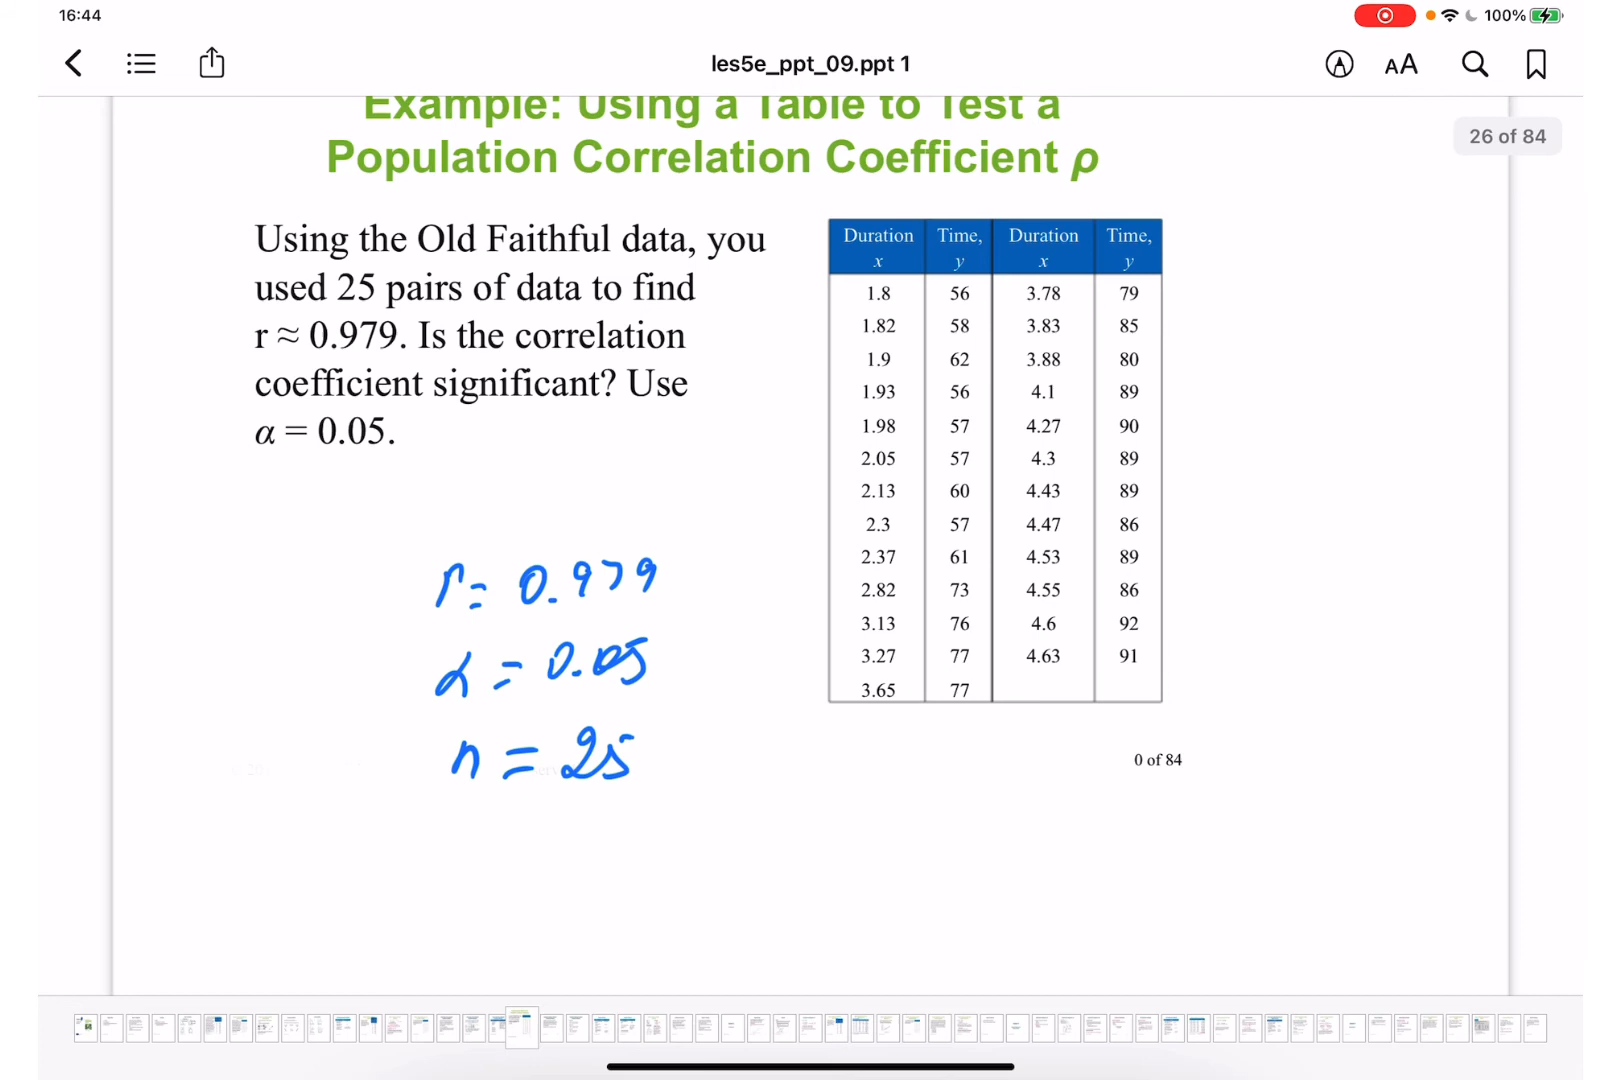 16:44
100%
les5e_ppt_09.ppt 1
AA
Example: Using a Table to Test a
26 of 84
Population Correlation Coefficient ρ
Using the Old Faithful data, you
used 25 pairs of data to find
r ≈ 0.979. Is the correlation
coefficient significant? Use
α = 0.05.
Duration x Time, y Duration x Time, y
1.8 56 3.78 79
1.82 58 3.83 85
1.9 62 3.88 80
1.93 56 4.1 89
1.98 57 4.27 90
2.05 57 4.3 89
2.13 60 4.43 89
2.3 57 4.47 86
2.37 61 4.53 89
2.82 73 4.55 86
3.13 76 4.6 92
3.27 77 4.63 91
3.65 77
r = 0.979
α = 0.05
n = 25
0 of 84